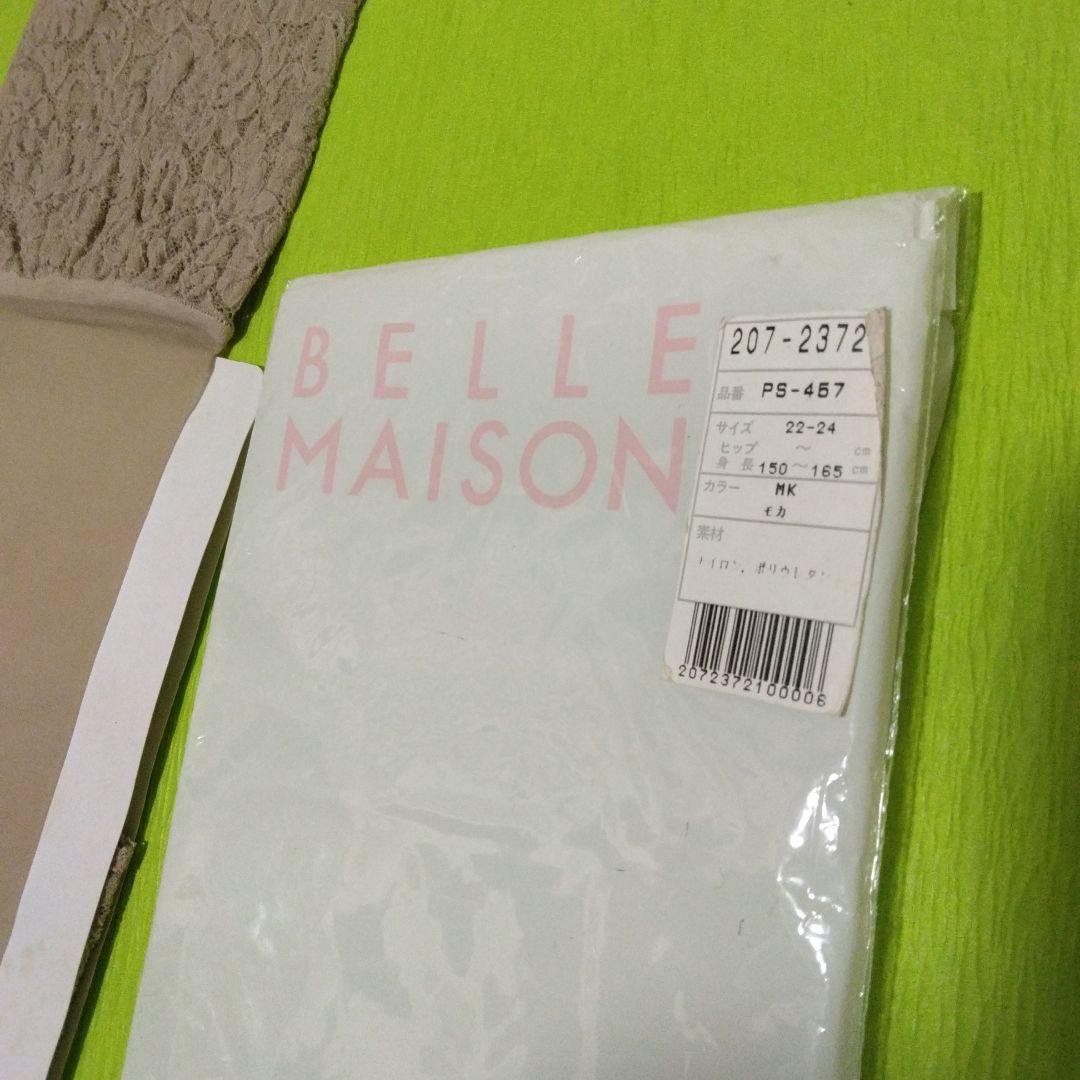 BELLE
MAISON
207-2372
品番 PS-457
サイズ 22-24
ヒップ ～ cm
身長 150～165 cm
カラー MK
モカ
素材
ナイロン, ポリウレタン
2072372100006